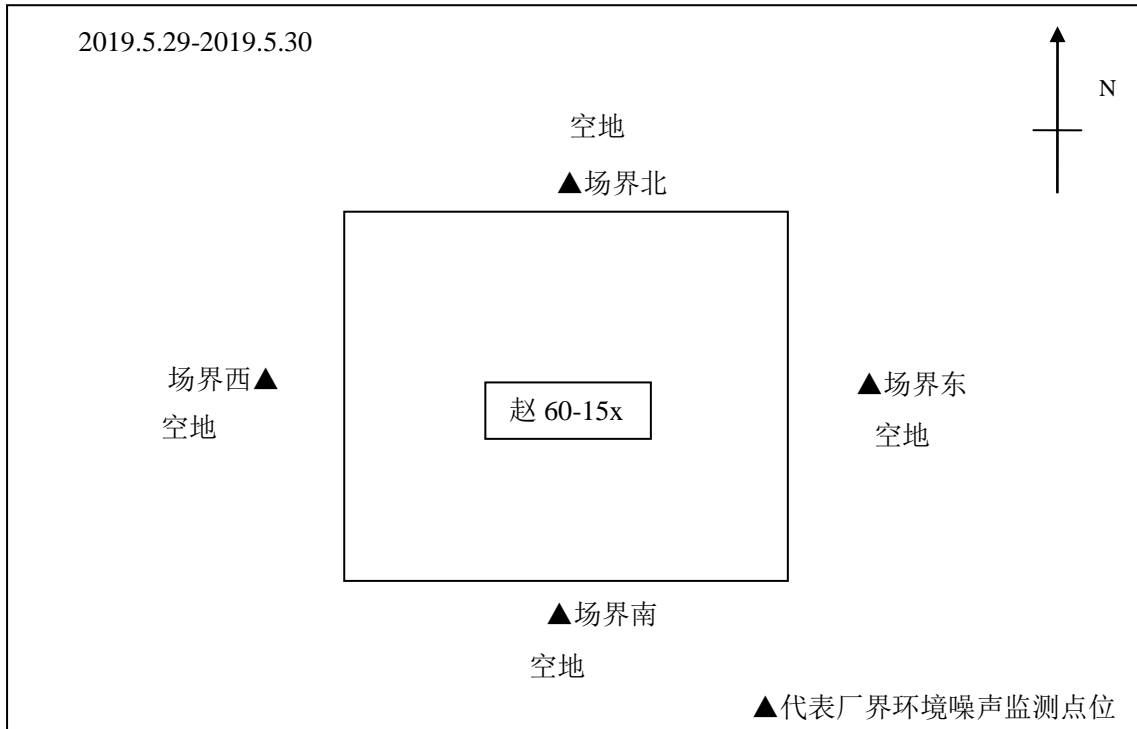 2019.5.29-2019.5.30
N
空地
▲场界北
场界西▲
空地
赵 60-15x
▲场界东
空地
▲场界南
空地
▲代表厂界环境噪声监测点位